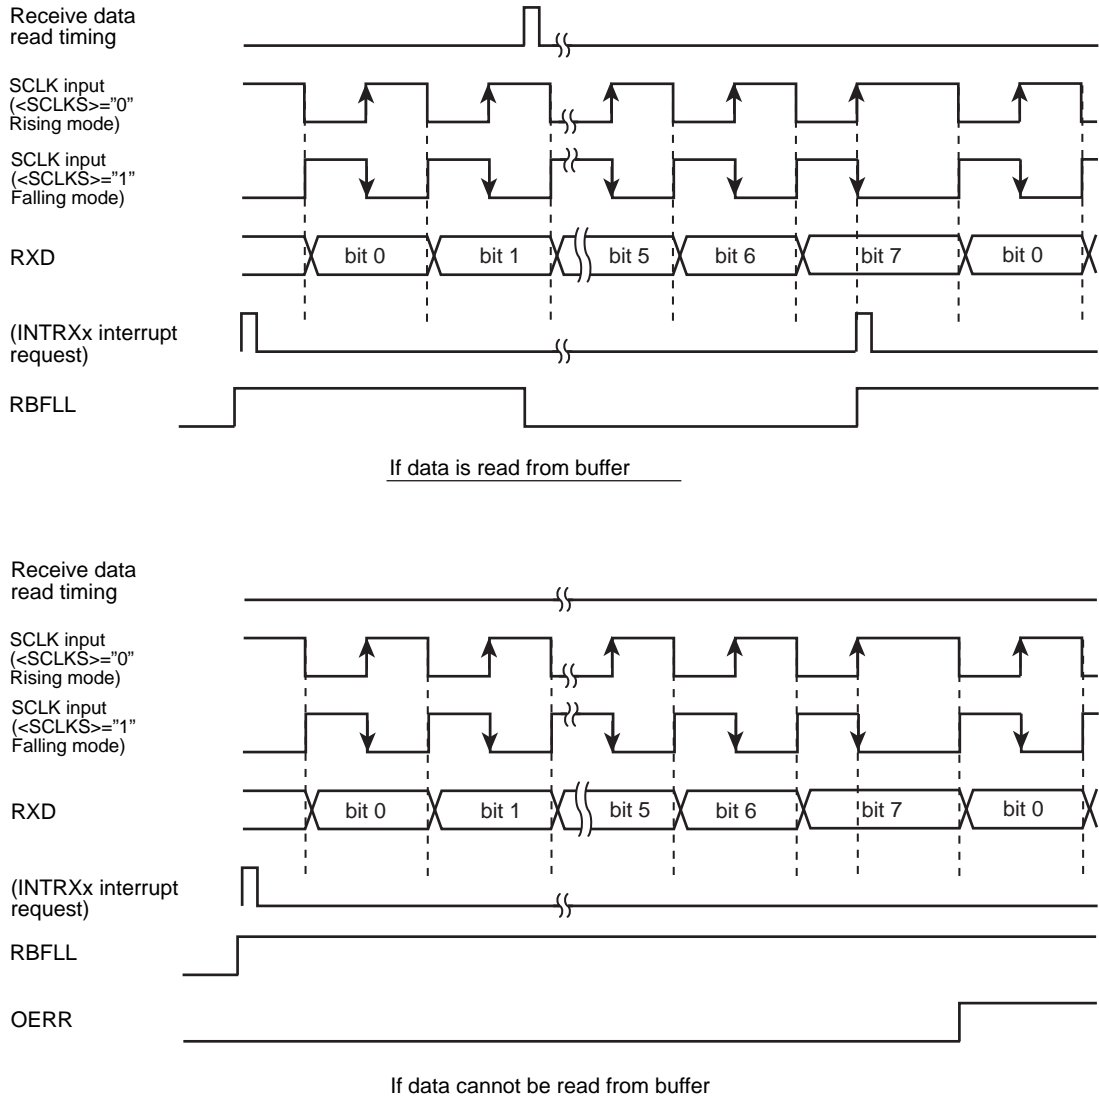 Receive data
read timing
SCLK input
(<SCLKS>="0"
Rising mode)
SCLK input
(<SCLKS>="1"
Falling mode)
RXD
bit 0 bit 1 bit 5 bit 6 bit 7 bit 0
(INTRXx interrupt
request)
RBFLL
If data is read from buffer
Receive data
read timing
SCLK input
(<SCLKS>="0"
Rising mode)
SCLK input
(<SCLKS>="1"
Falling mode)
RXD
bit 0 bit 1 bit 5 bit 6 bit 7 bit 0
(INTRXx interrupt
request)
RBFLL
OERR
If data cannot be read from buffer